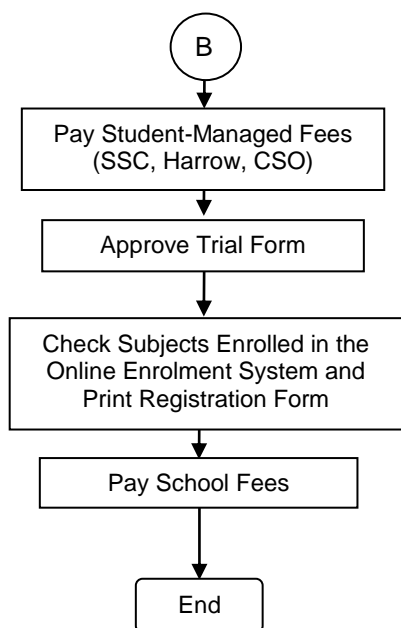 B
Pay Student-Managed Fees
(SSC, Harrow, CSO)
Approve Trial Form
Check Subjects Enrolled in the
Online Enrolment System and
Print Registration Form
Pay School Fees
End